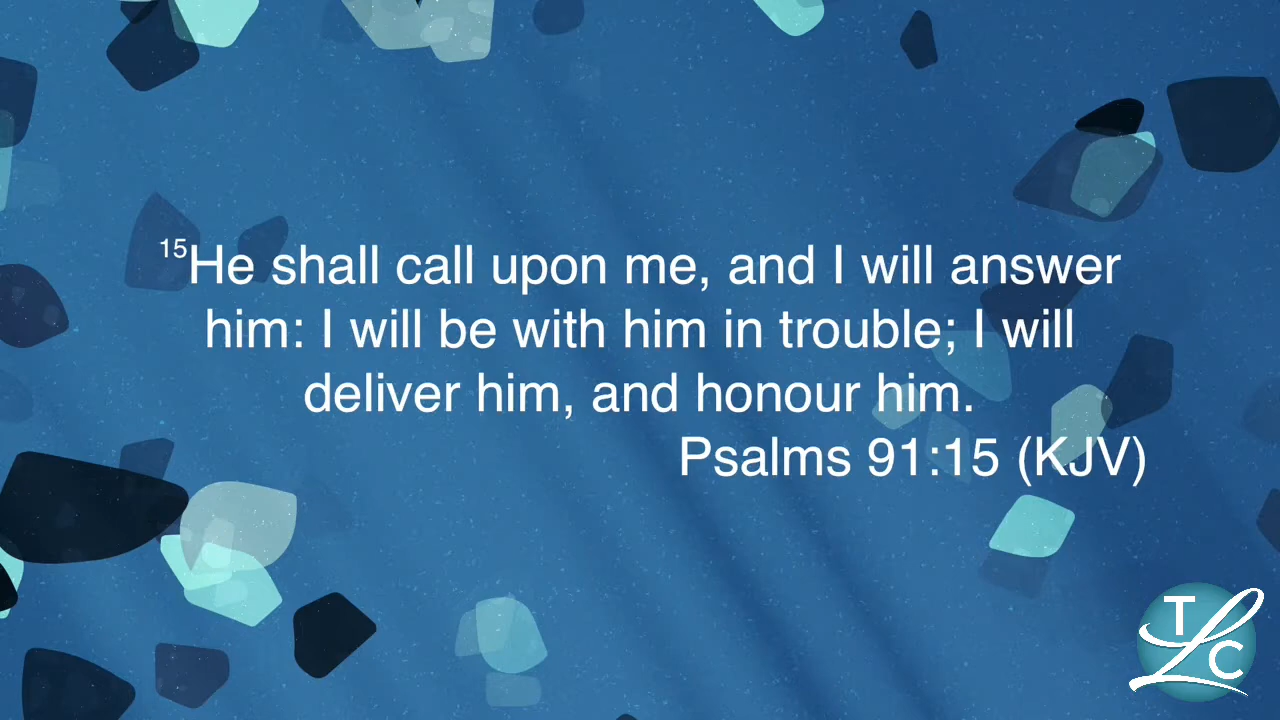 15He shall call upon me, and I will answer
him: I will be with him in trouble; I will
deliver him, and honour him.
Psalms 91:15 (KJV)
TLC